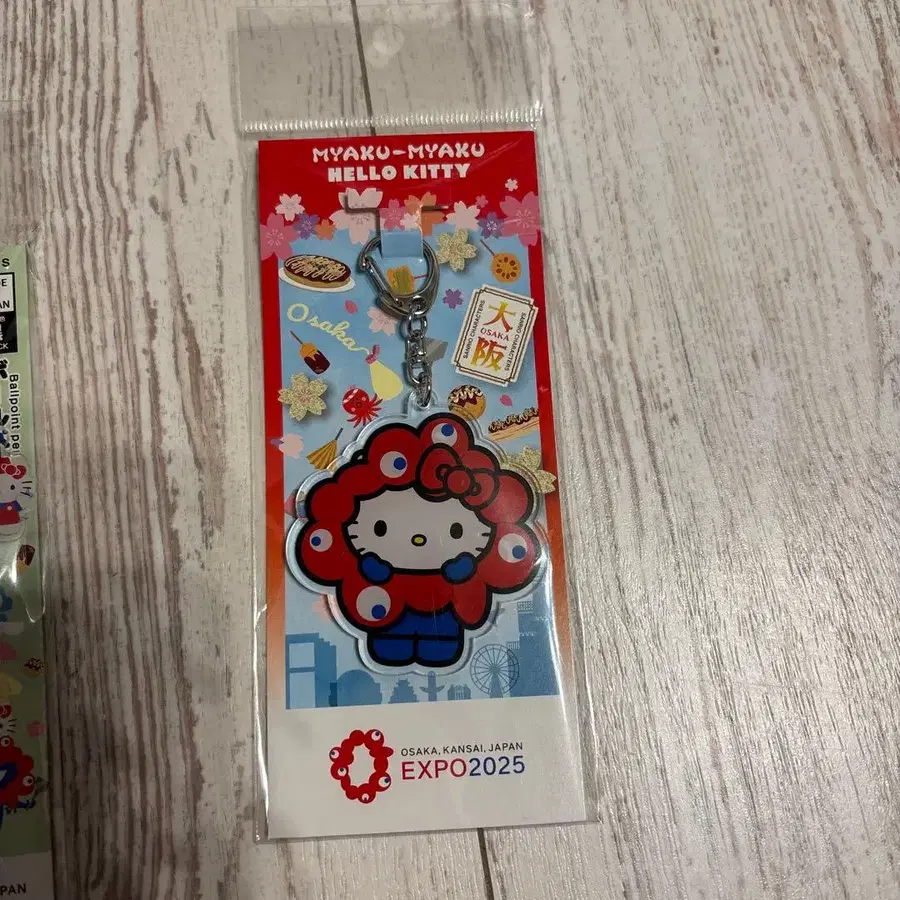 MYAKU-MYAKU
HELLO KITTY
Osaka
SANRIO CHARACTERS
大
OSAKA
阪
SANRIO CHARACTERS
OSAKA, KANSAI, JAPAN
EXPO2025
Ballpoint pen